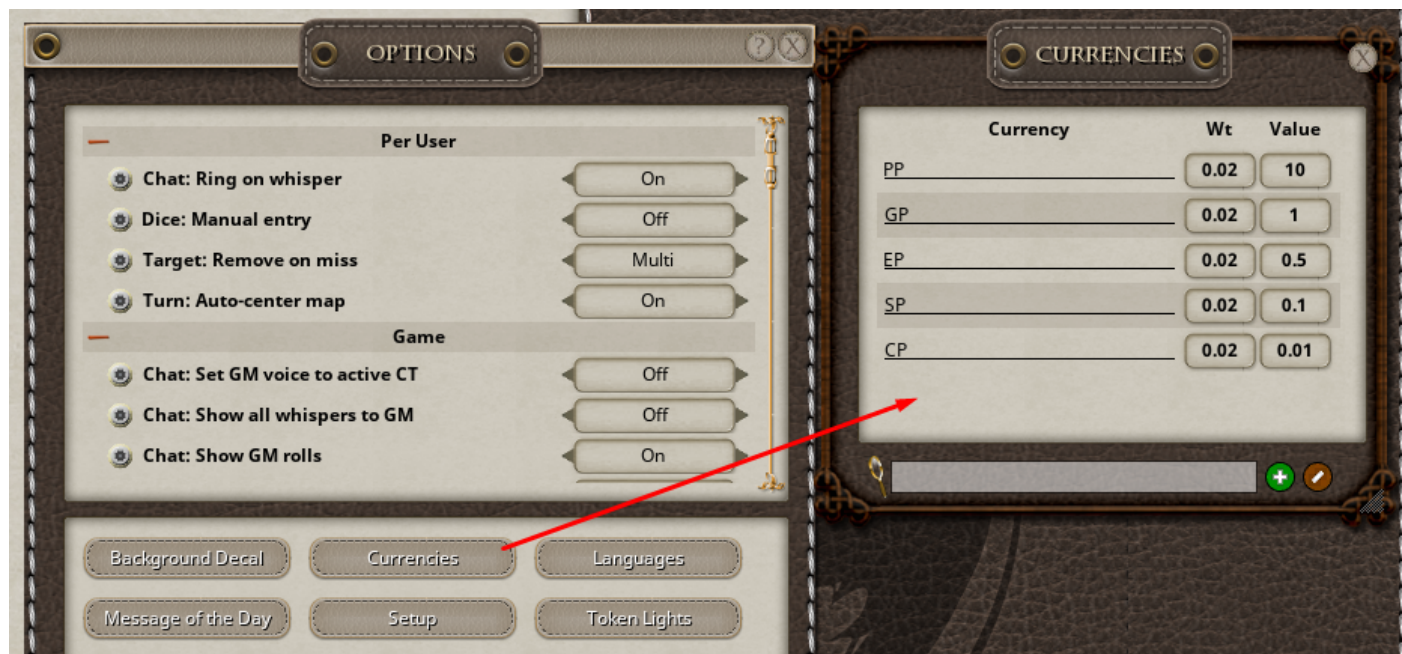 OPTIONS
? X
Per User
Chat: Ring on whisper On
Dice: Manual entry Off
Target: Remove on miss Multi
Turn: Auto-center map On
Game
Chat: Set GM voice to active CT Off
Chat: Show all whispers to GM Off
Chat: Show GM rolls On
Background Decal Currencies Languages
Message of the Day Setup Token Lights
CURRENCIES
X
Currency Wt Value
PP 0.02 10
GP 0.02 1
EP 0.02 0.5
SP 0.02 0.1
CP 0.02 0.01